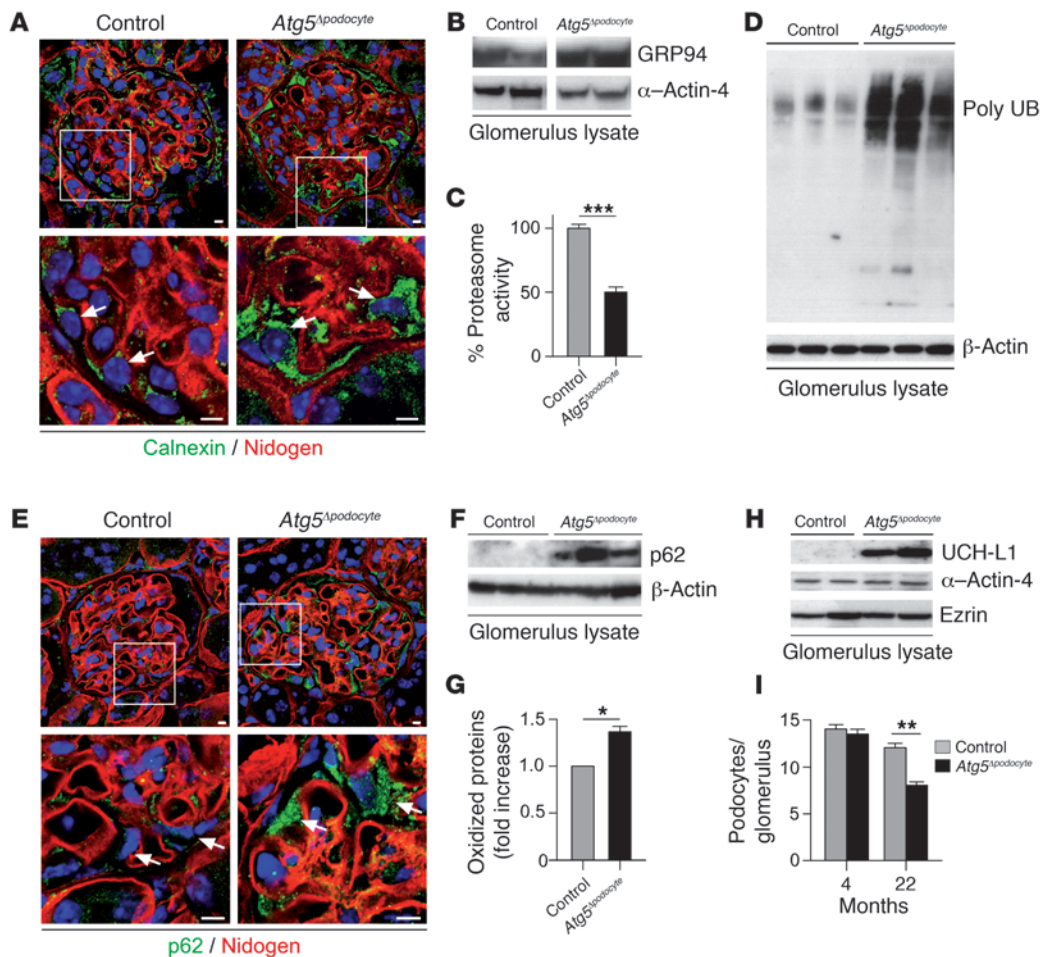 A
Control
Atg5Δpodocyte
Calnexin / Nidogen
B
Control
Atg5Δpodocyte
GRP94
α–Actin-4
Glomerulus lysate
C
***
% Proteasome
activity
100
50
0
Control
Atg5Δpodocyte
D
Control
Atg5Δpodocyte
Poly UB
β-Actin
Glomerulus lysate
E
Control
Atg5Δpodocyte
p62 / Nidogen
F
Control
Atg5Δpodocyte
p62
β-Actin
Glomerulus lysate
G
*
Oxidized proteins
(fold increase)
1.5
1.0
0.5
0
Control
Atg5Δpodocyte
H
Control
Atg5Δpodocyte
UCH-L1
α–Actin-4
Ezrin
Glomerulus lysate
I
**
Podocytes/
glomerulus
15
10
5
0
4
22
Months
Control
Atg5Δpodocyte